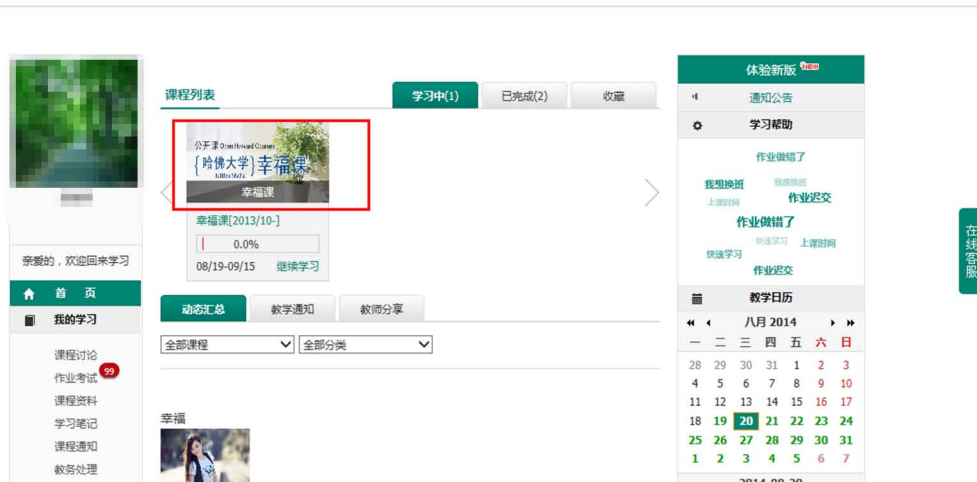 亲爱的，欢迎回来学习
首 页
我的学习
课程讨论
作业考试 99
课程资料
学习笔记
课程通知
教务处理
课程列表
学习中(1)
已完成(2)
收藏
{哈佛大学}幸福课
幸福课
幸福课[2013/10-]
0.0%
08/19-09/15 继续学习
动态汇总
教学通知
教师分享
全部课程
全部分类
幸福
体验新版 NEW
通知公告
学习帮助
作业做错了
我想换班
上课时间
作业迟交
作业做错了
快速学习 上课时间
快速学习
作业迟交
教学日历
八月 2014
一 二 三 四 五 六 日
28 29 30 31 1 2 3
4 5 6 7 8 9 10
11 12 13 14 15 16 17
18 19 20 21 22 23 24
25 26 27 28 29 30 31
1 2 3 4 5 6 7
在线客服